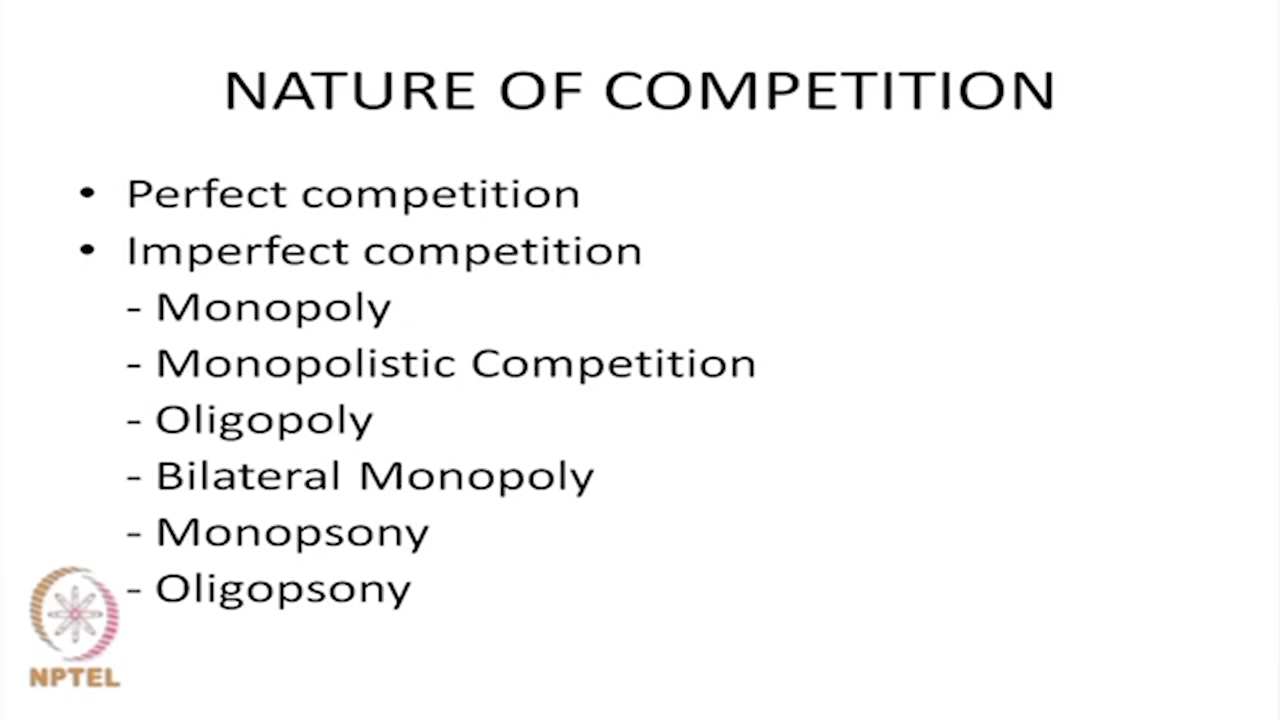 NATURE OF COMPETITION
• Perfect competition
• Imperfect competition
- Monopoly
- Monopolistic Competition
- Oligopoly
- Bilateral Monopoly
- Monopsony
- Oligopsony
NPTEL